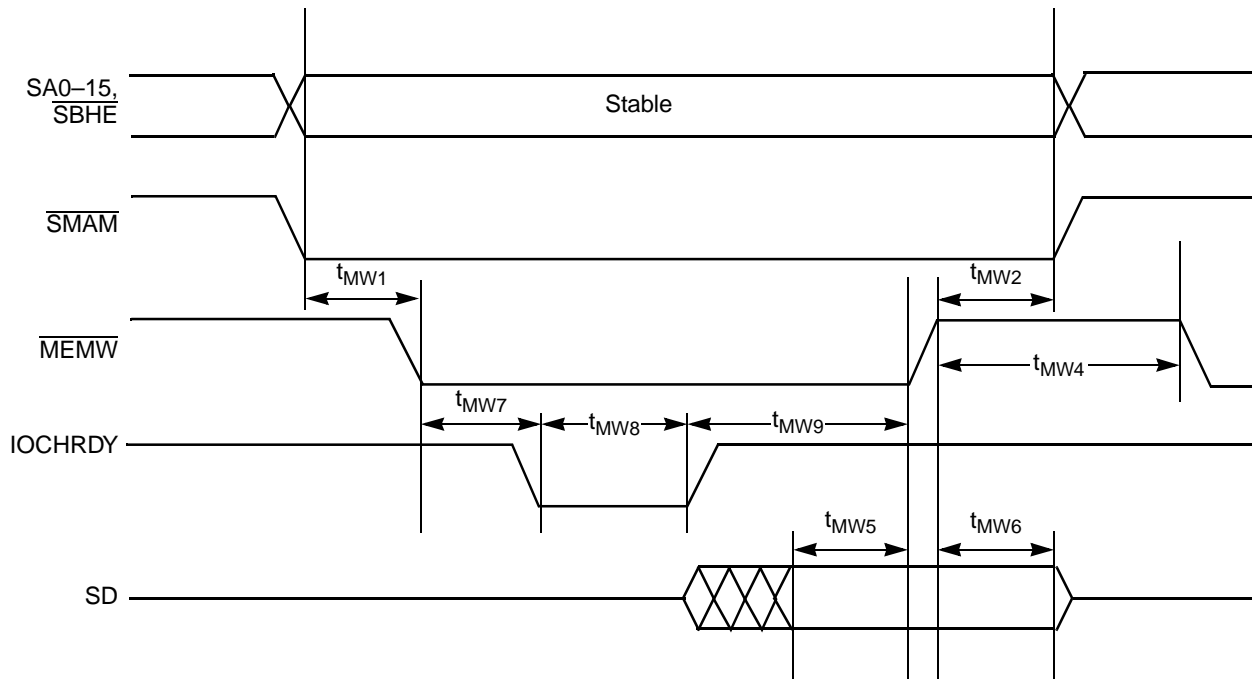 SA0–15,
SBHE
Stable
SMAM
tMW1
tMW2
MEMW
tMW4
tMW7
tMW8
tMW9
IOCHRDY
tMW5
tMW6
SD